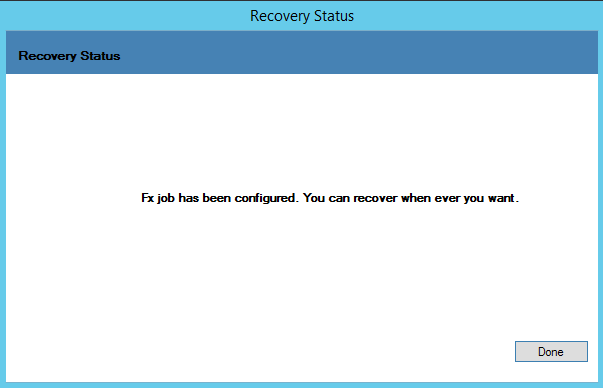 Recovery Status
Recovery Status
Fx job has been configured. You can recover when ever you want.
Done